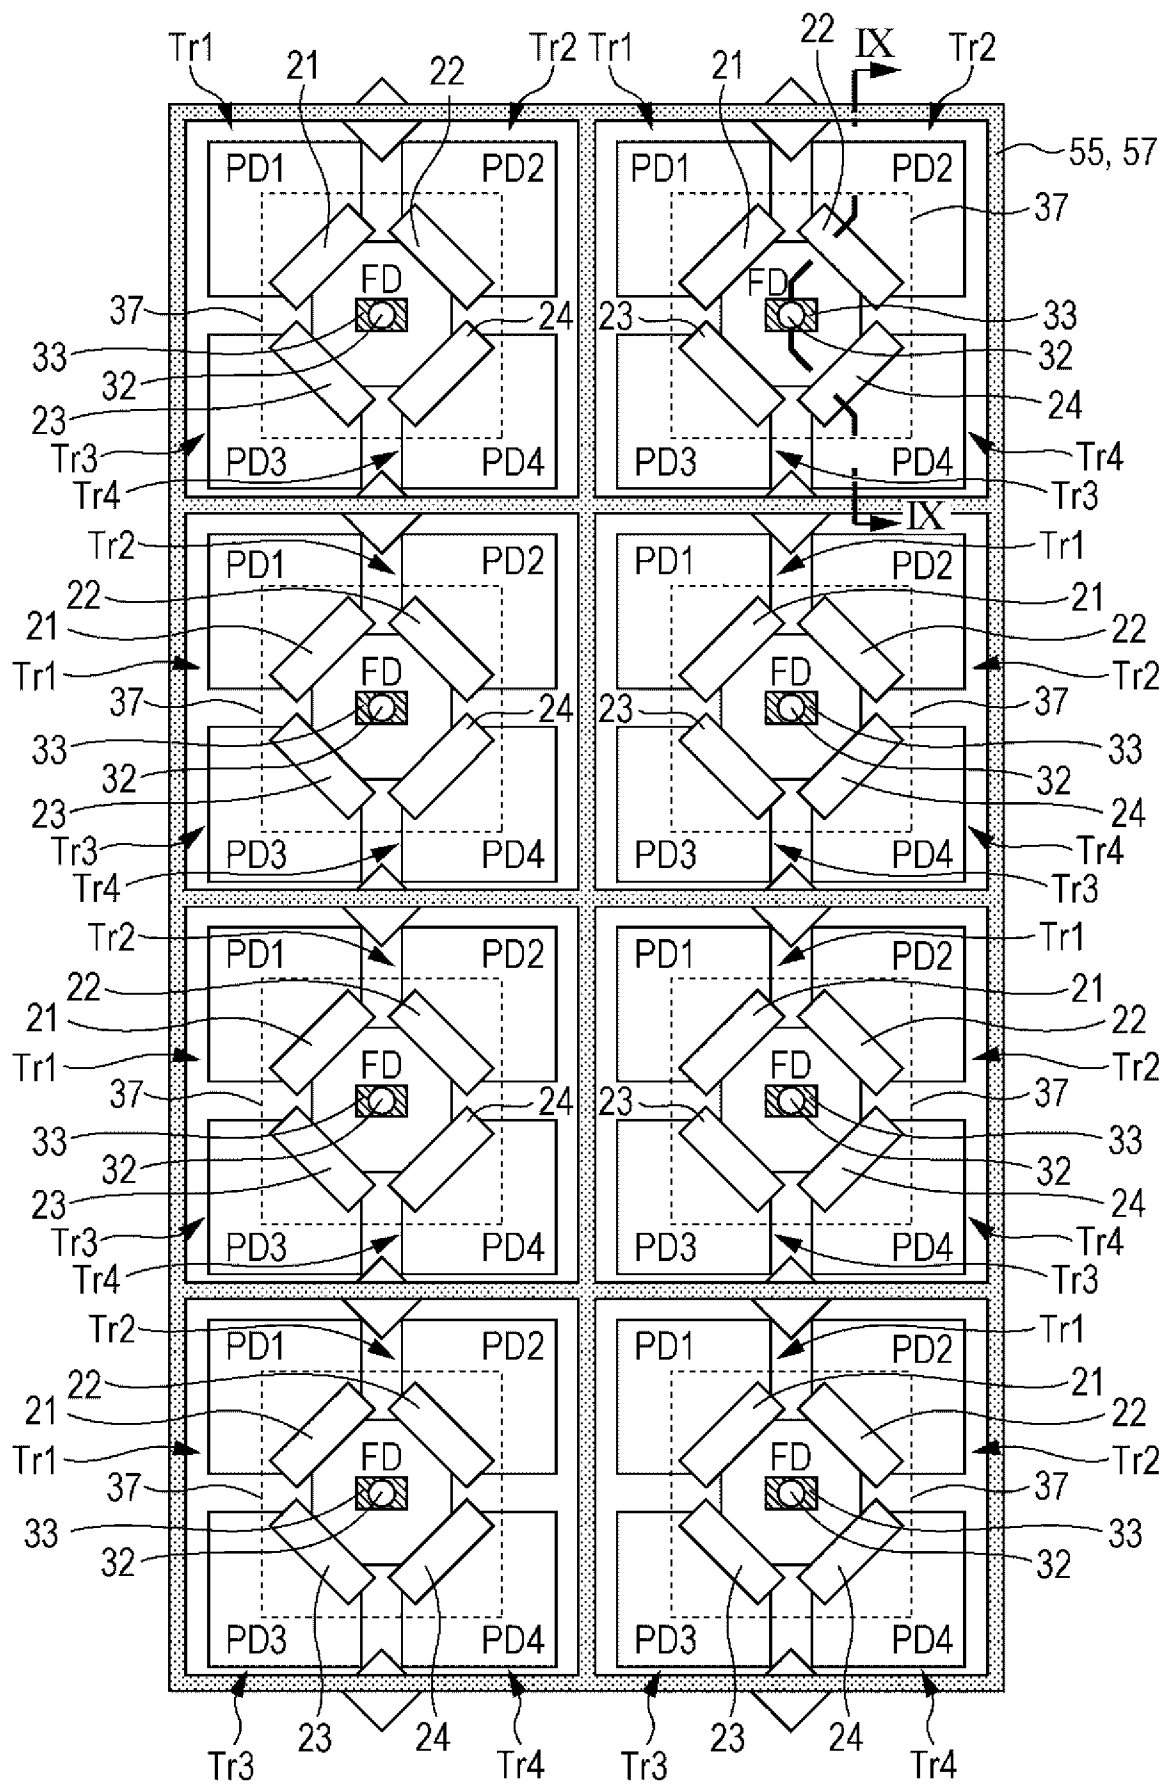 Tr1 21 22 Tr2 Tr1 21 22 IX Tr2
55, 57
PD1 PD2 PD1 PD2
37 37
FD FD
37 24 23 33
33 32
32 24
23
Tr3 PD3 PD4 PD3 PD4 Tr4
Tr4 Tr3
IX
Tr2 PD1 PD2 PD1 PD2 Tr1
22 21
21 22
Tr1 FD FD Tr2
37 24 23 37
33 33
32 32
23 24
Tr3 PD3 PD4 PD3 PD4 Tr4
Tr4 Tr3
Tr2 PD1 PD2 PD1 PD2 Tr1
22 21
21 22
Tr1 FD FD Tr2
37 24 23 37
33 33
32 32
23 24
Tr3 PD3 PD4 PD3 PD4 Tr4
Tr4 Tr3
Tr2 PD1 PD2 PD1 PD2 Tr1
22 21
21 22
Tr1 FD FD Tr2
37 37
33 33
32 32
PD3 PD4 PD3 PD4
23 24 23 24
Tr3 Tr4 Tr3 Tr4